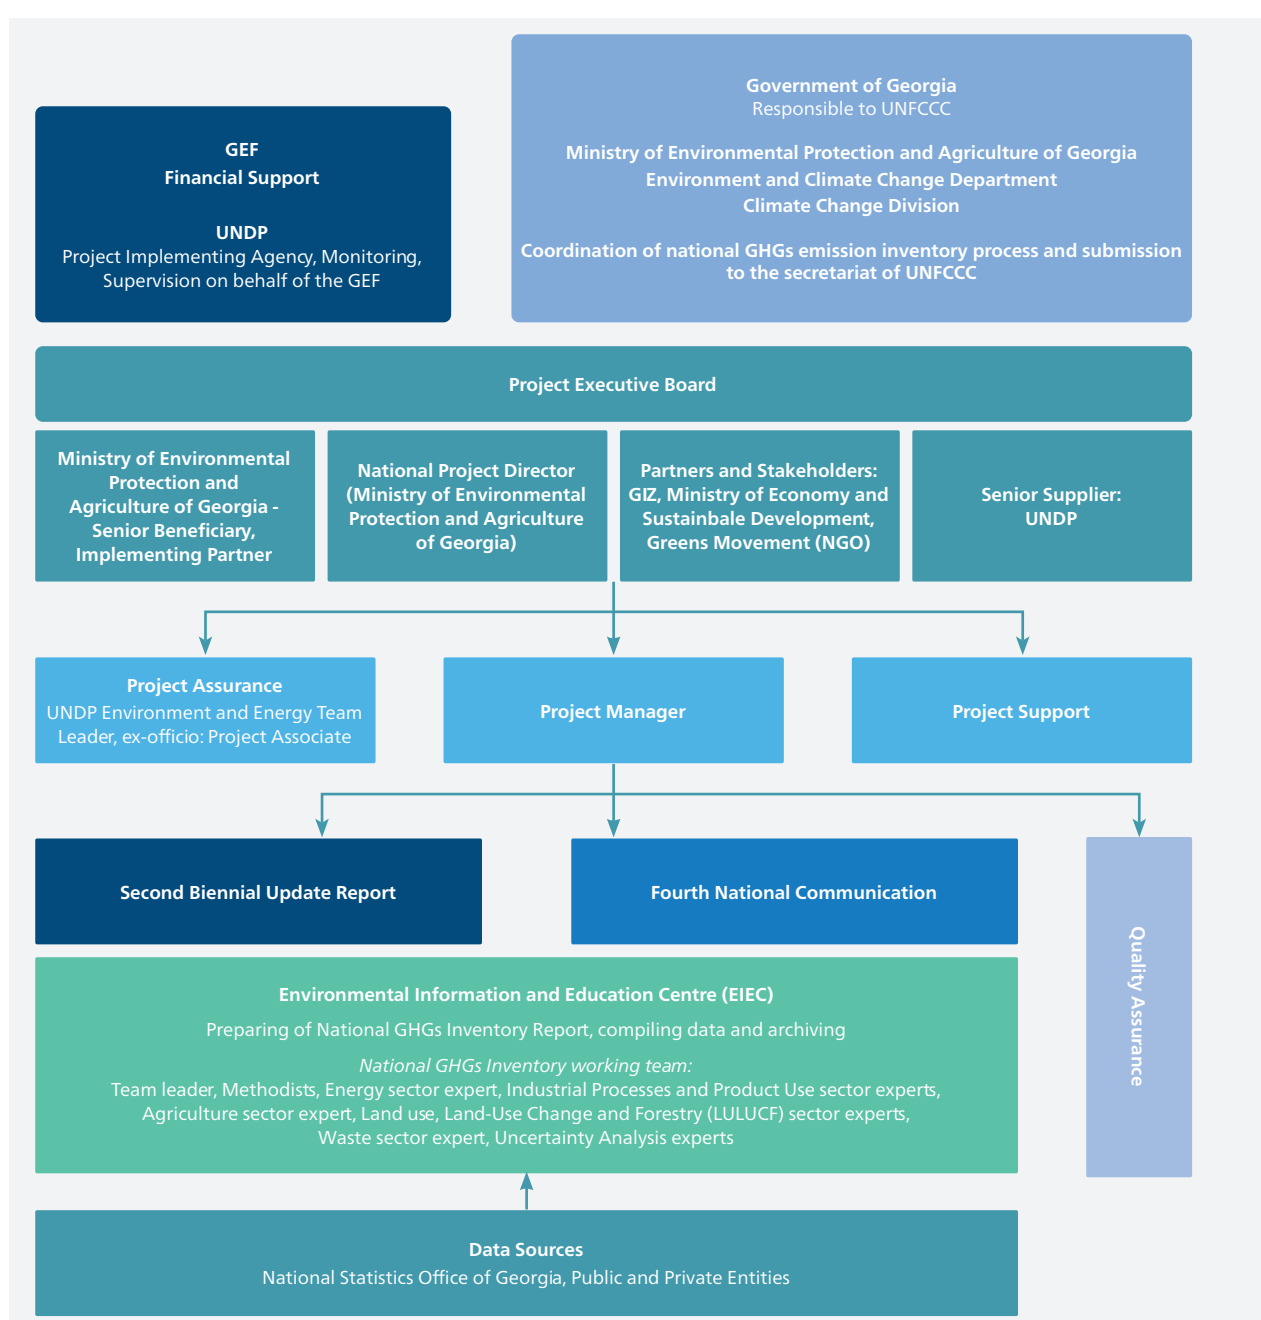 GEF
Financial Support
UNDP
Project Implementing Agency, Monitoring,
Supervision on behalf of the GEF
Government of Georgia
Responsible to UNFCCC
Ministry of Environmental Protection and Agriculture of Georgia
Environment and Climate Change Department
Climate Change Division
Coordination of national GHGs emission inventory process and submission
to the secretariat of UNFCCC
Project Executive Board
Ministry of Environmental
Protection and
Agriculture of Georgia -
Senior Beneficiary,
Implementing Partner
National Project Director
(Ministry of Environmental
Protection and Agriculture
of Georgia)
Partners and Stakeholders:
GIZ, Ministry of Economy and
Sustainbale Development,
Greens Movement (NGO)
Senior Supplier:
UNDP
Project Assurance
UNDP Environment and Energy Team
Leader, ex-officio: Project Associate
Project Manager
Project Support
Second Biennial Update Report
Fourth National Communication
Quality Assurance
Environmental Information and Education Centre (EIEC)
Preparing of National GHGs Inventory Report, compiling data and archiving
National GHGs Inventory working team:
Team leader, Methodists, Energy sector expert, Industrial Processes and Product Use sector experts,
Agriculture sector expert, Land use, Land-Use Change and Forestry (LULUCF) sector experts,
Waste sector expert, Uncertainty Analysis experts
Data Sources
National Statistics Office of Georgia, Public and Private Entities